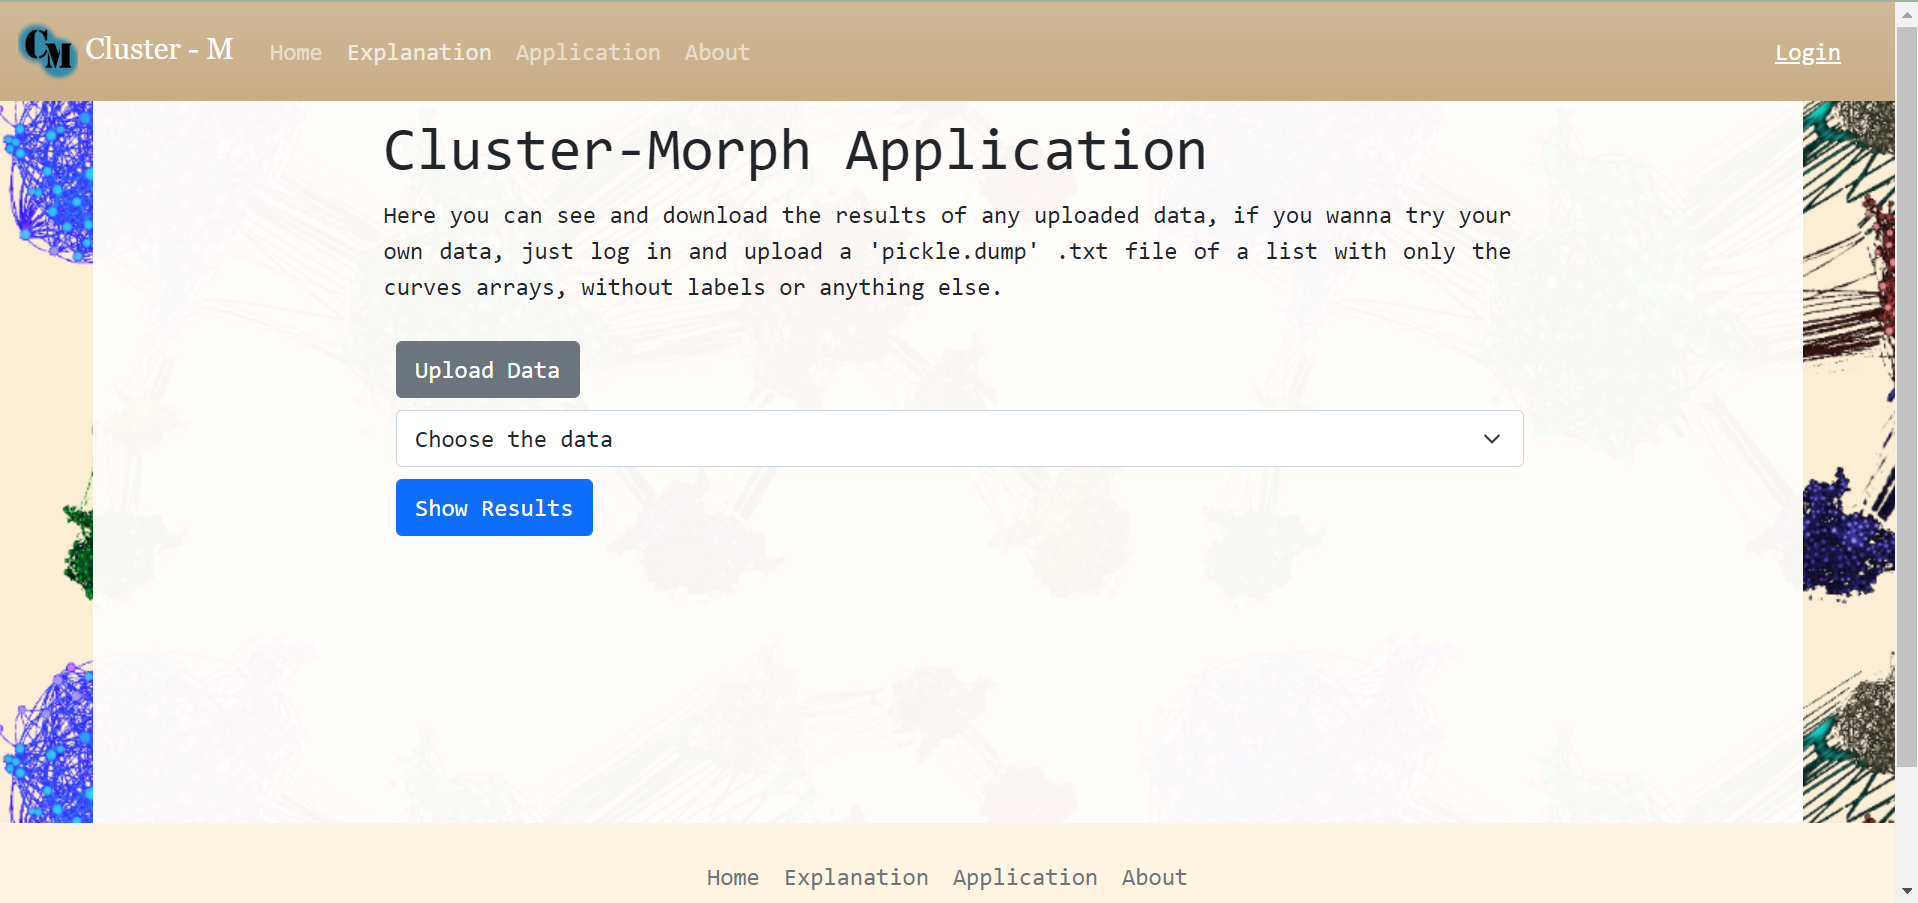 CM Cluster - M Home Explanation Application About Login
Cluster-Morph Application
Here you can see and download the results of any uploaded data, if you wanna try your
own data, just log in and upload a 'pickle.dump' .txt file of a list with only the
curves arrays, without labels or anything else.
Upload Data
Choose the data
Show Results
Home Explanation Application About